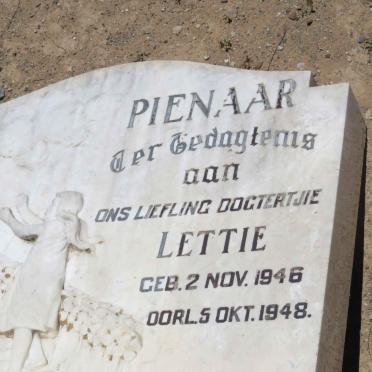 PIENAAR
Ter Gedagtenis
aan
ONS LIEFLING DOGTERTJIE
LETTIE
GEB. 2 NOV. 1946
OORL. 5 OKT. 1948.